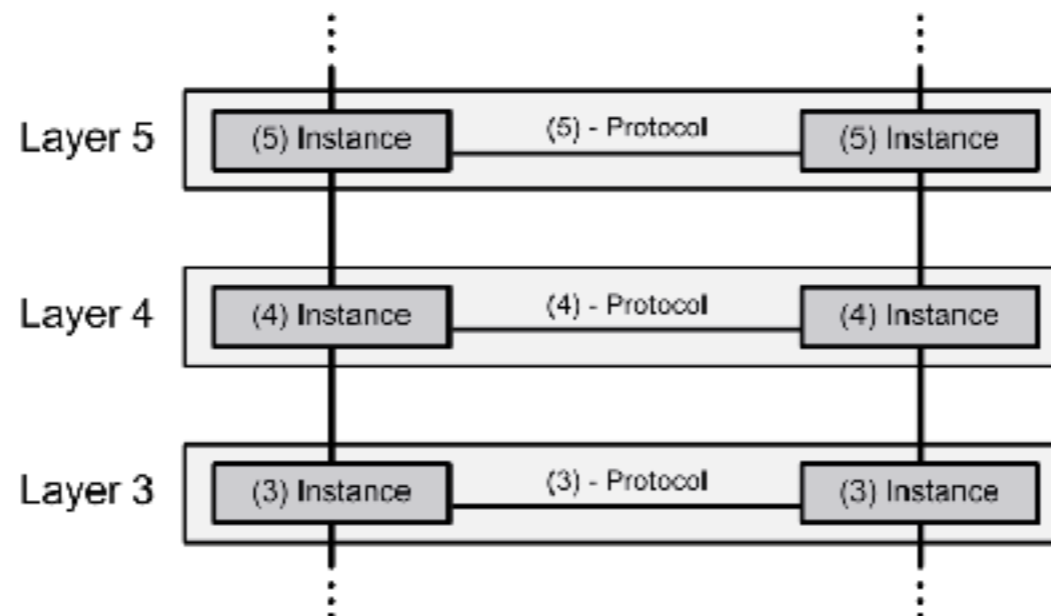 Layer 5
(5) Instance
(5) - Protocol
(5) Instance
Layer 4
(4) Instance
(4) - Protocol
(4) Instance
Layer 3
(3) Instance
(3) - Protocol
(3) Instance